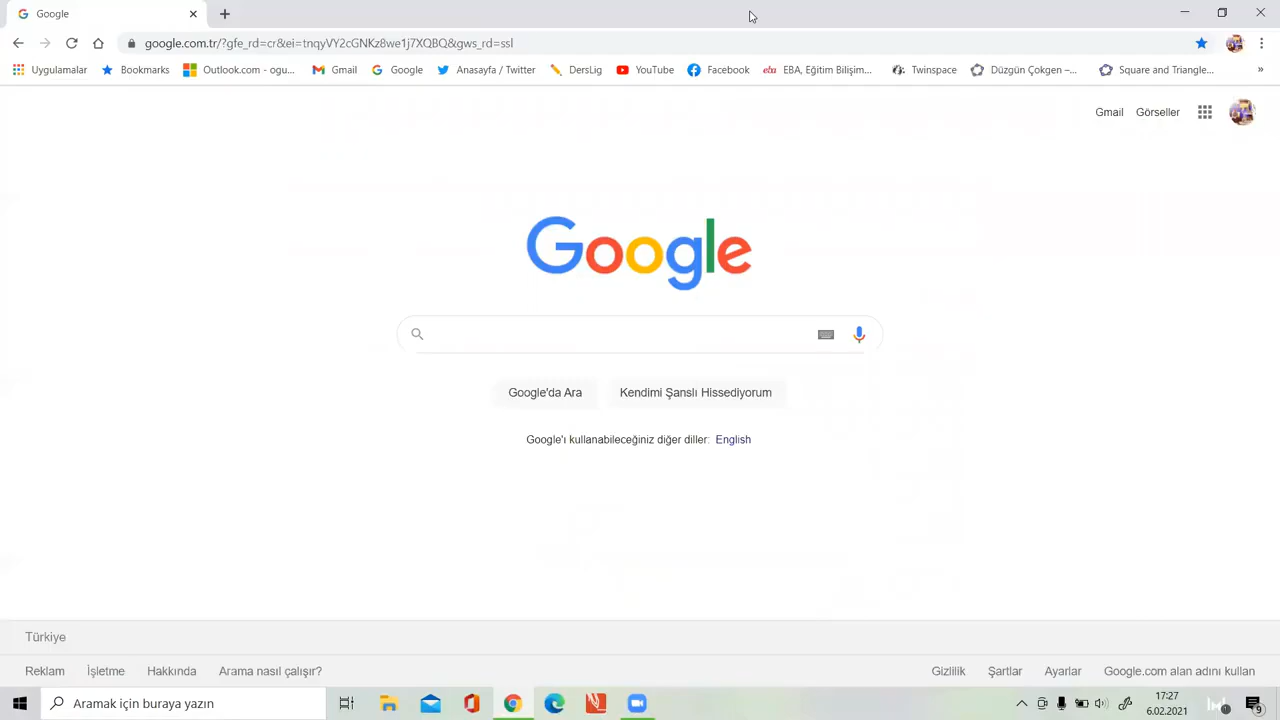 Google
google.com.tr/?gfe_rd=cr&ei=tnqyVY2cGNKz8we1j7XQBQ&gws_rd=ssl
Uygulamalar Bookmarks Outlook.com - ogu... Gmail Google Anasayfa / Twitter DersLig YouTube Facebook eba EBA, Eğitim Bilişim... Twinspace Düzgün Çokgen –... Square and Triangle... »
Gmail Görseller
Google
Google'da Ara Kendimi Şanslı Hissediyorum
Google'ı kullanabileceğiniz diğer diller: English
Türkiye
Reklam İşletme Hakkında Arama nasıl çalışır? Gizlilik Şartlar Ayarlar Google.com alan adını kullan
Aramak için buraya yazın
17:27
6.02.2021
9